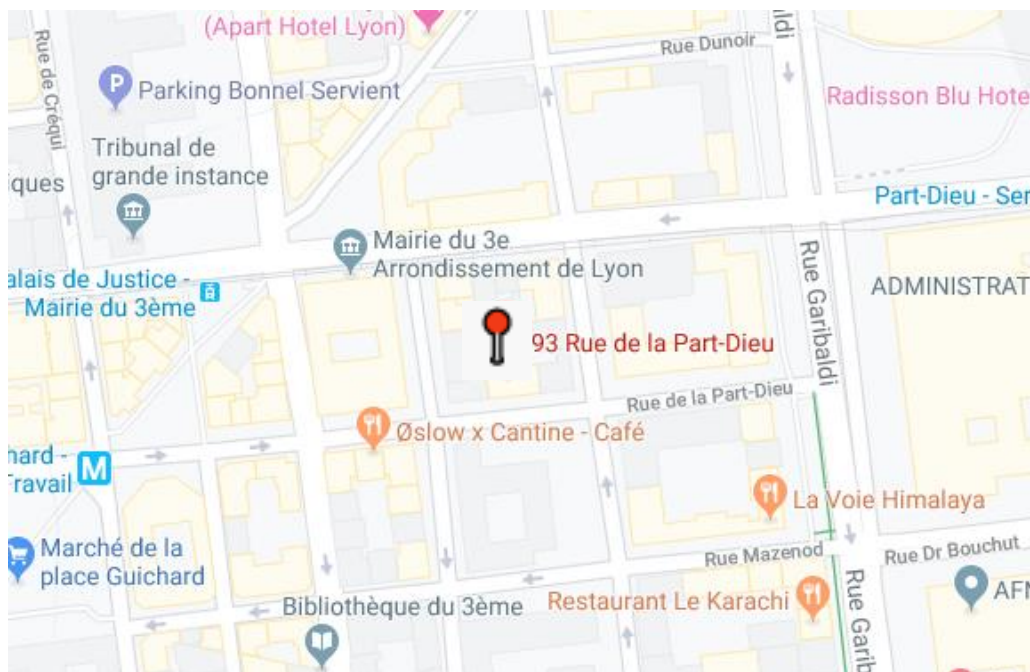 (Apart Hotel Lyon)
Rue de Créqui
P
Parking Bonnel Servient
Rue Dunoir
Radisson Blu Hote
Tribunal de
grande instance
iques
Part-Dieu - Ser
Mairie du 3e
Arrondissement de Lyon
alais de Justice -
Mairie du 3ème
Rue Garibaldi
ADMINISTRAT
93 Rue de la Part-Dieu
Rue de la Part-Dieu
Øslow x Cantine - Café
hard -
Travail
M
La Voie Himalaya
Marché de la
place Guichard
Rue Mazenod
Rue Dr Bouchut
Bibliothèque du 3ème
Restaurant Le Karachi
Rue Garibaldi
AFM